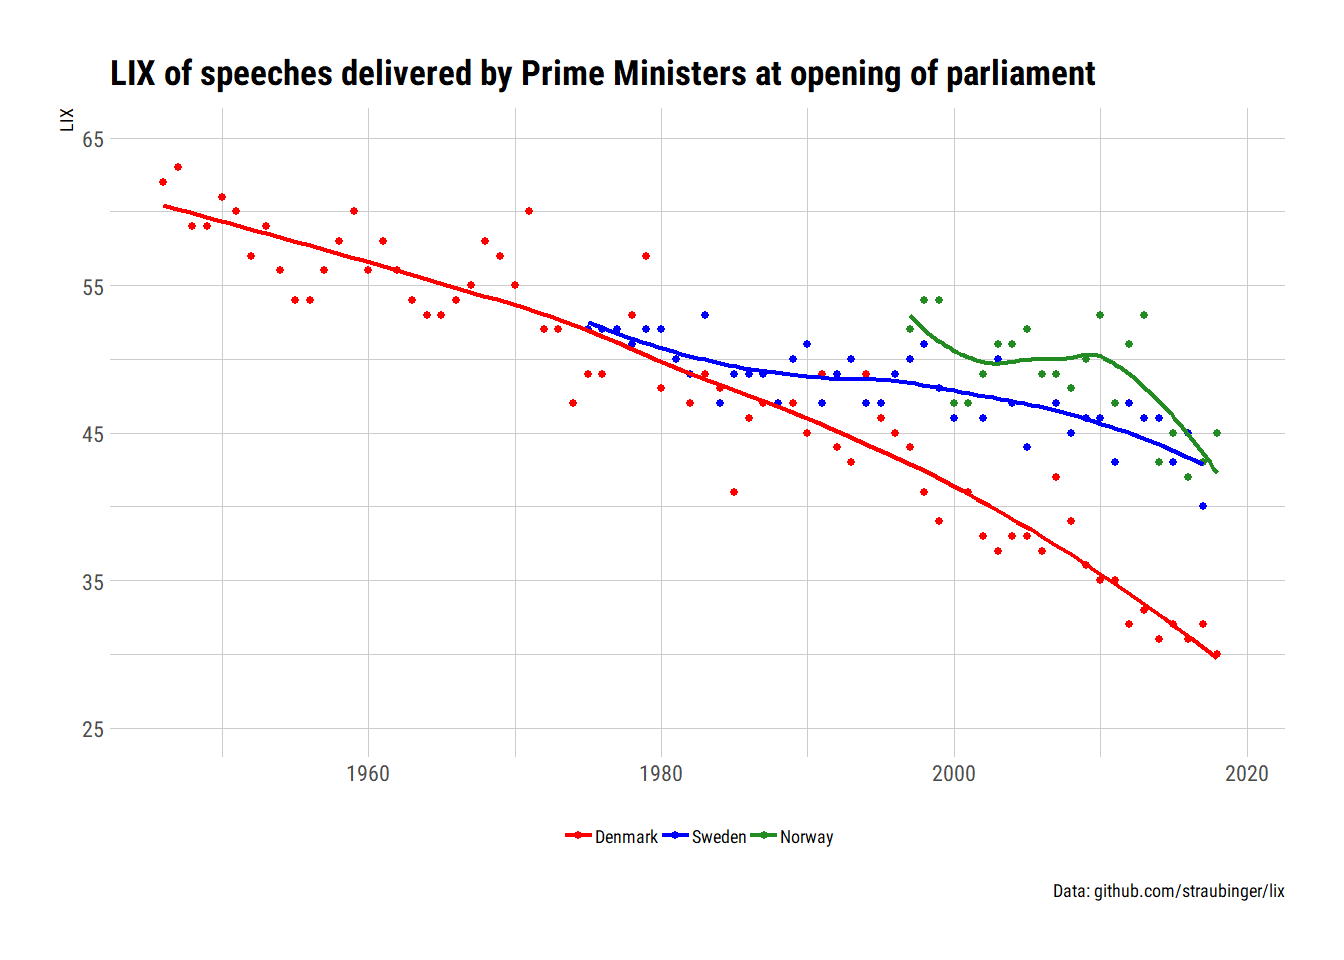 LIX of speeches delivered by Prime Ministers at opening of parliament
LIX
65
55
45
35
25
1960 1980 2000 2020
Denmark Sweden Norway
Data: github.com/straubinger/lix